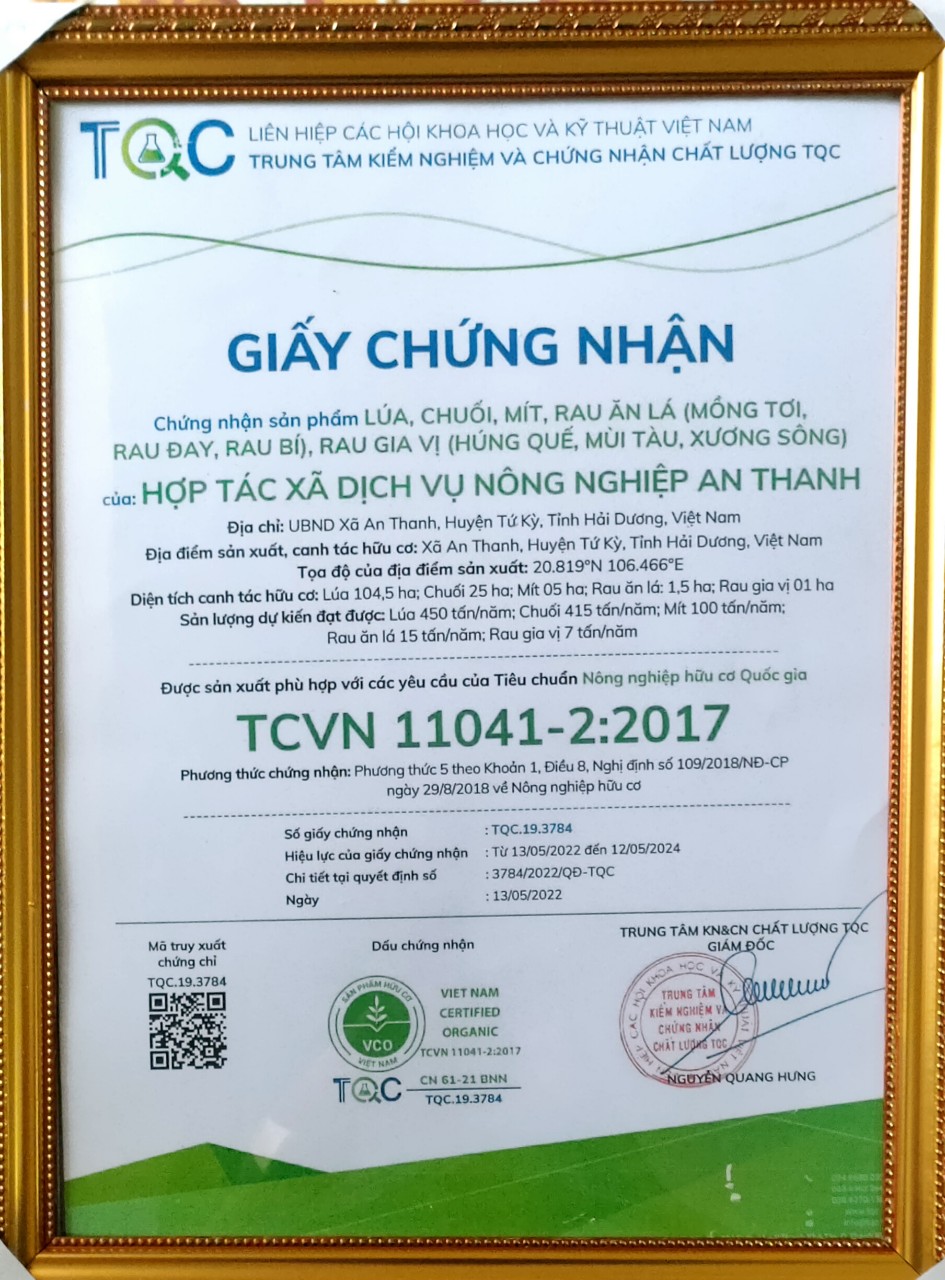 TQC
LIÊN HIỆP CÁC HỘI KHOA HỌC VÀ KỸ THUẬT VIỆT NAM
TRUNG TÂM KIỂM NGHIỆM VÀ CHỨNG NHẬN CHẤT LƯỢNG TQC
GIẤY CHỨNG NHẬN
Chứng nhận sản phẩm LÚA, CHUỐI, MÍT, RAU ĂN LÁ (MỒNG TƠI,
RAU ĐAY, RAU BÍ), RAU GIA VỊ (HÚNG QUẾ, MÙI TÀU, XƯƠNG SÔNG)
của: HỢP TÁC XÃ DỊCH VỤ NÔNG NGHIỆP AN THANH
Địa chỉ: UBND Xã An Thanh, Huyện Tứ Kỳ, Tỉnh Hải Dương, Việt Nam
Địa điểm sản xuất, canh tác hữu cơ: Xã An Thanh, Huyện Tứ Kỳ, Tỉnh Hải Dương, Việt Nam
Tọa độ của địa điểm sản xuất: 20.819°N 106.466°E
Diện tích canh tác hữu cơ: Lúa 104,5 ha; Chuối 25 ha; Mít 05 ha; Rau ăn lá: 1,5 ha; Rau gia vị 01 ha
Sản lượng dự kiến đạt được: Lúa 450 tấn/năm; Chuối 415 tấn/năm; Mít 100 tấn/năm;
Rau ăn lá 15 tấn/năm; Rau gia vị 7 tấn/năm
Được sản xuất phù hợp với các yêu cầu của Tiêu chuẩn Nông nghiệp hữu cơ Quốc gia
TCVN 11041-2:2017
Phương thức chứng nhận: Phương thức 5 theo Khoản 1, Điều 8, Nghị định số 109/2018/NĐ-CP
ngày 29/8/2018 về Nông nghiệp hữu cơ
Số giấy chứng nhận : TQC.19.3784
Hiệu lực của giấy chứng nhận : Từ 13/05/2022 đến 12/05/2024
Chi tiết tại quyết định số : 3784/2022/QĐ-TQC
Ngày : 13/05/2022
Mã truy xuất
chứng chỉ
TQC.19.3784
Dấu chứng nhận
SẢN PHẨM HỮU CƠ
VCO
VIỆT NAM
VIET NAM
CERTIFIED
ORGANIC
TCVN 11041-2:2017
TQC
CN 61-21 BNN
TQC.19.3784
TRUNG TÂM KN&CN CHẤT LƯỢNG TQC
GIÁM ĐỐC
TRUNG TÂM
KIỂM NGHIỆM VÀ
CHỨNG NHẬN
CHẤT LƯỢNG TQC
NGUYỄN QUANG HƯNG